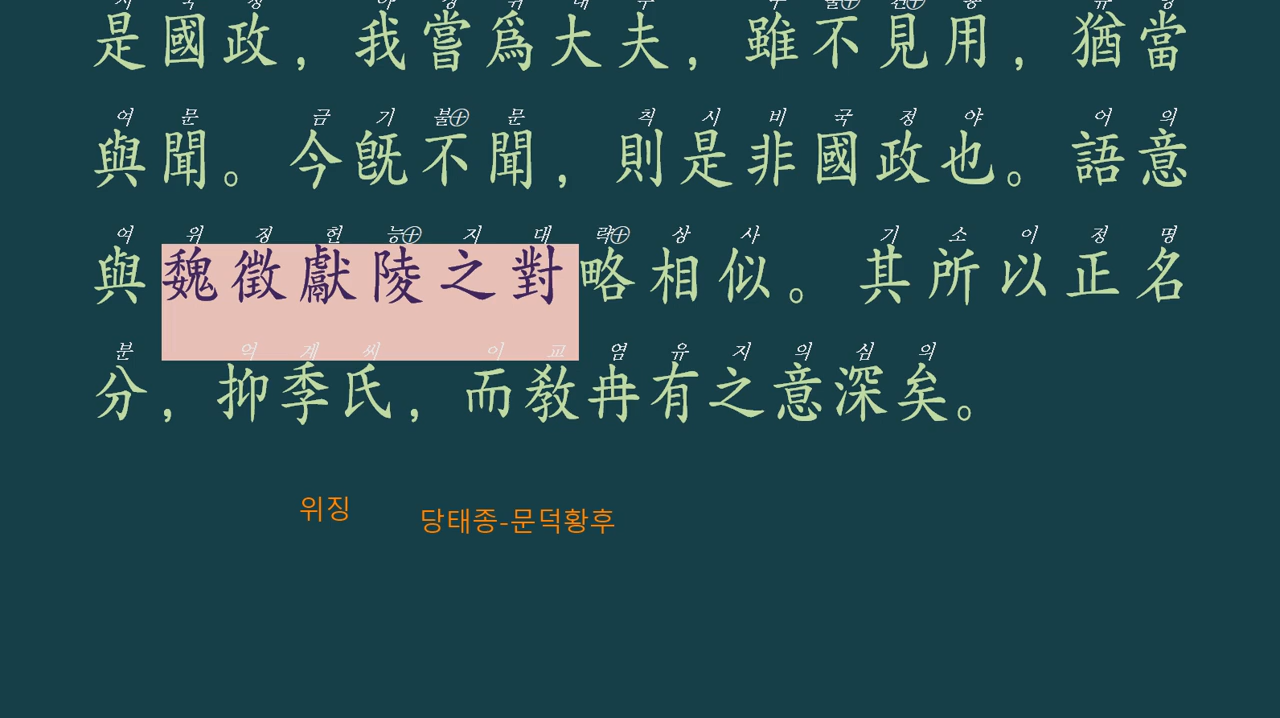 是國政，我嘗爲大夫，雖不見用，猶當
여 문 금 기 불㊉ 문 칙 시 비 국 정 야 어 의
與聞。今旣不聞，則是非國政也。語意
여 위 징 헌 능㊉ 지 대 략㊉ 상 사 기 소 이 정 명
與魏徵獻陵之對略相似。其所以正名
분 억 계 씨 이 교 염 유 지 의 심 의
分，抑季氏，而敎冉有之意深矣。
위징
당태종-문덕황후